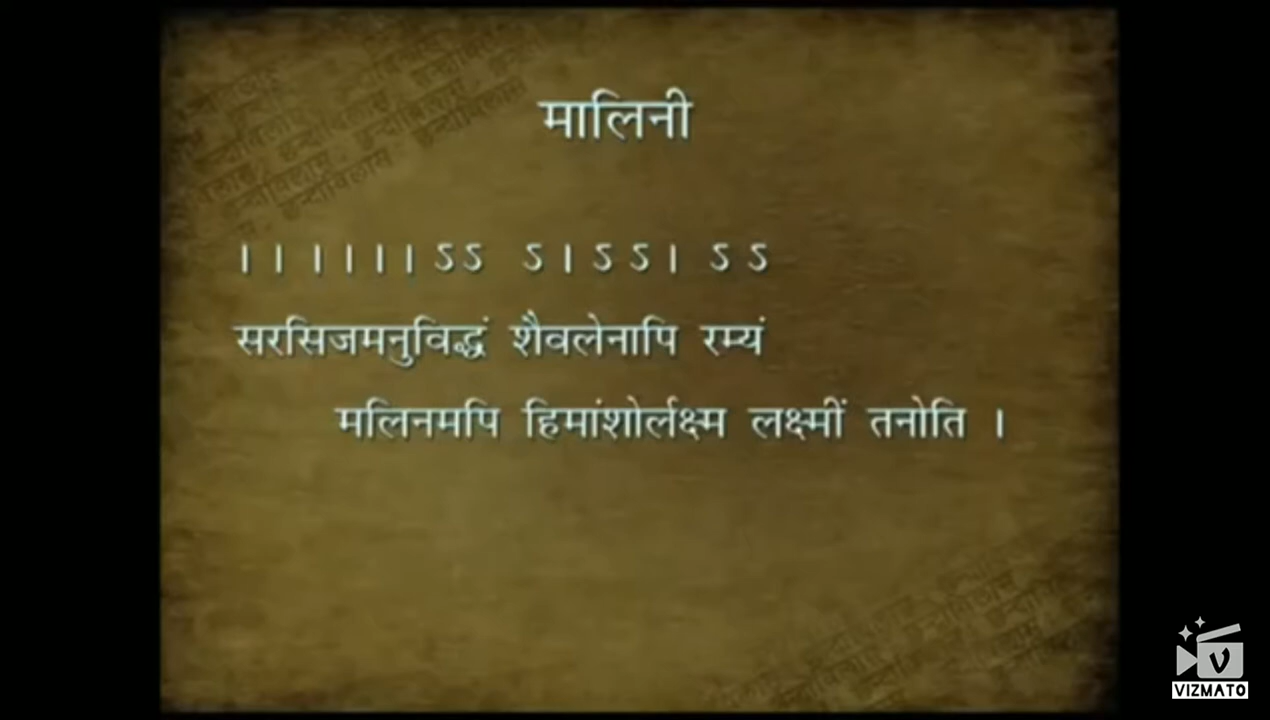 मालिनी
। । । । । । ऽ ऽ ऽ । ऽ ऽ । ऽ ऽ
सरसिजमनुविद्धं शैवलेनापि रम्यं
मलिनमपि हिमांशोर्लक्ष्म लक्ष्मीं तनोति ।
VIZMATO